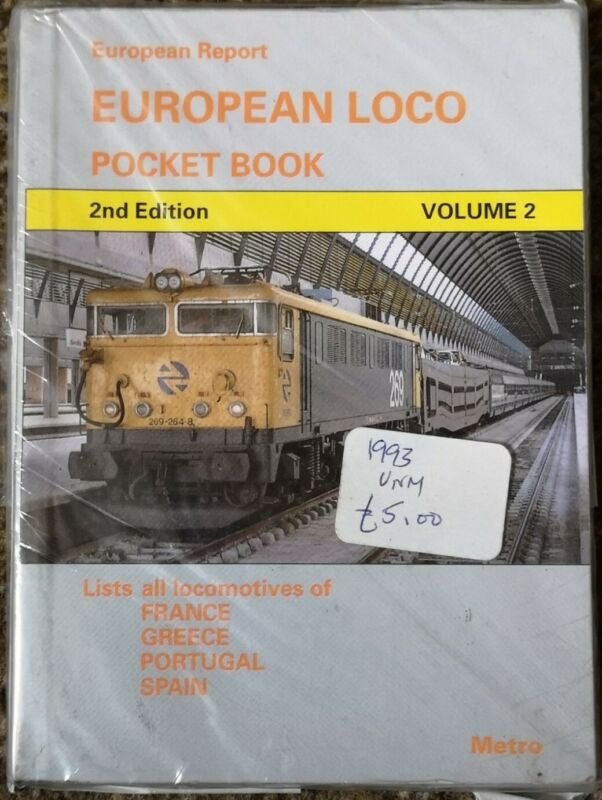 European Report
EUROPEAN LOCO
POCKET BOOK
2nd Edition VOLUME 2
269
269-264-8
1993
UNM
£5.00
Lists all locomotives of
FRANCE
GREECE
PORTUGAL
SPAIN
Metro